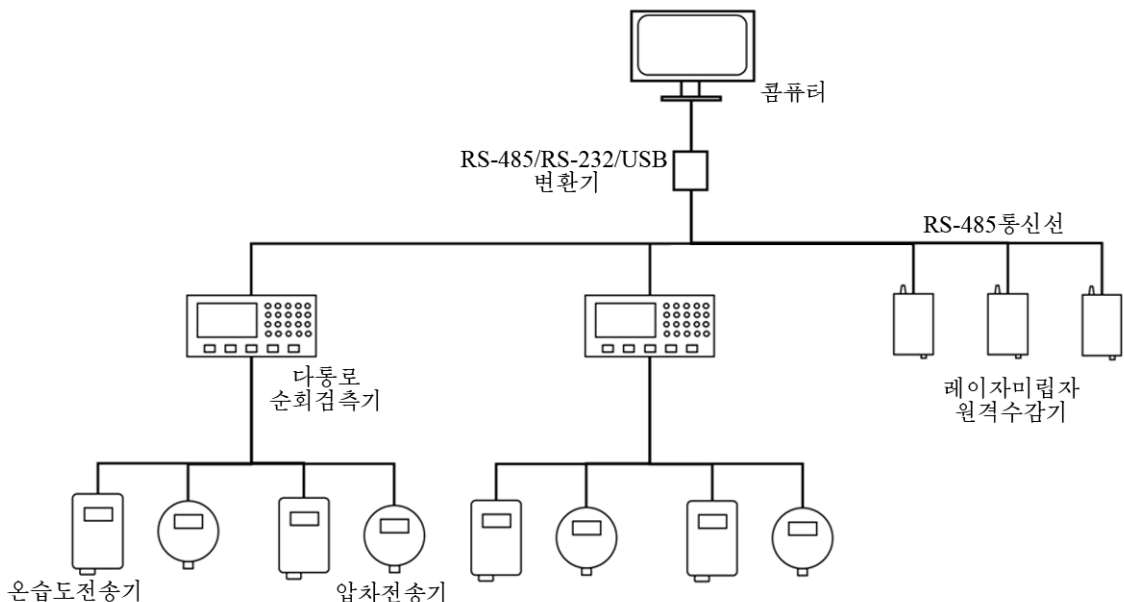 콤퓨터
RS-485/RS-232/USB
변환기
RS-485통신선
다통로
순회검측기
레이자미립자
원격수감기
온습도전송기
압차전송기